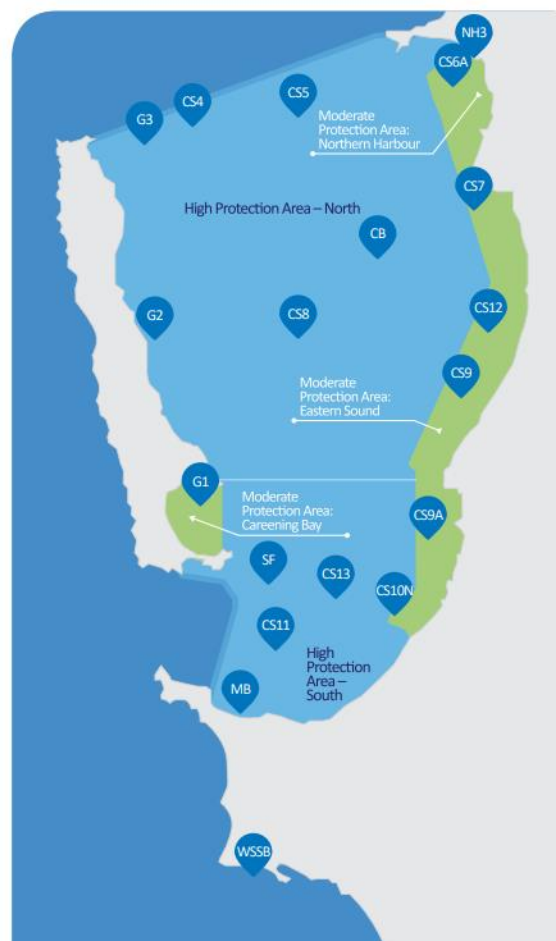 NH3
CS6A
CS5
CS4
G3
Moderate
Protection Area:
Northern Harbour
CS7
High Protection Area – North
CB
CS12
G2
CS8
CS9
Moderate
Protection Area:
Eastern Sound
G1
Moderate
Protection Area:
Careening Bay
CS9A
SF
CS13
CS10N
CS11
High
Protection
Area –
South
MB
WSSB